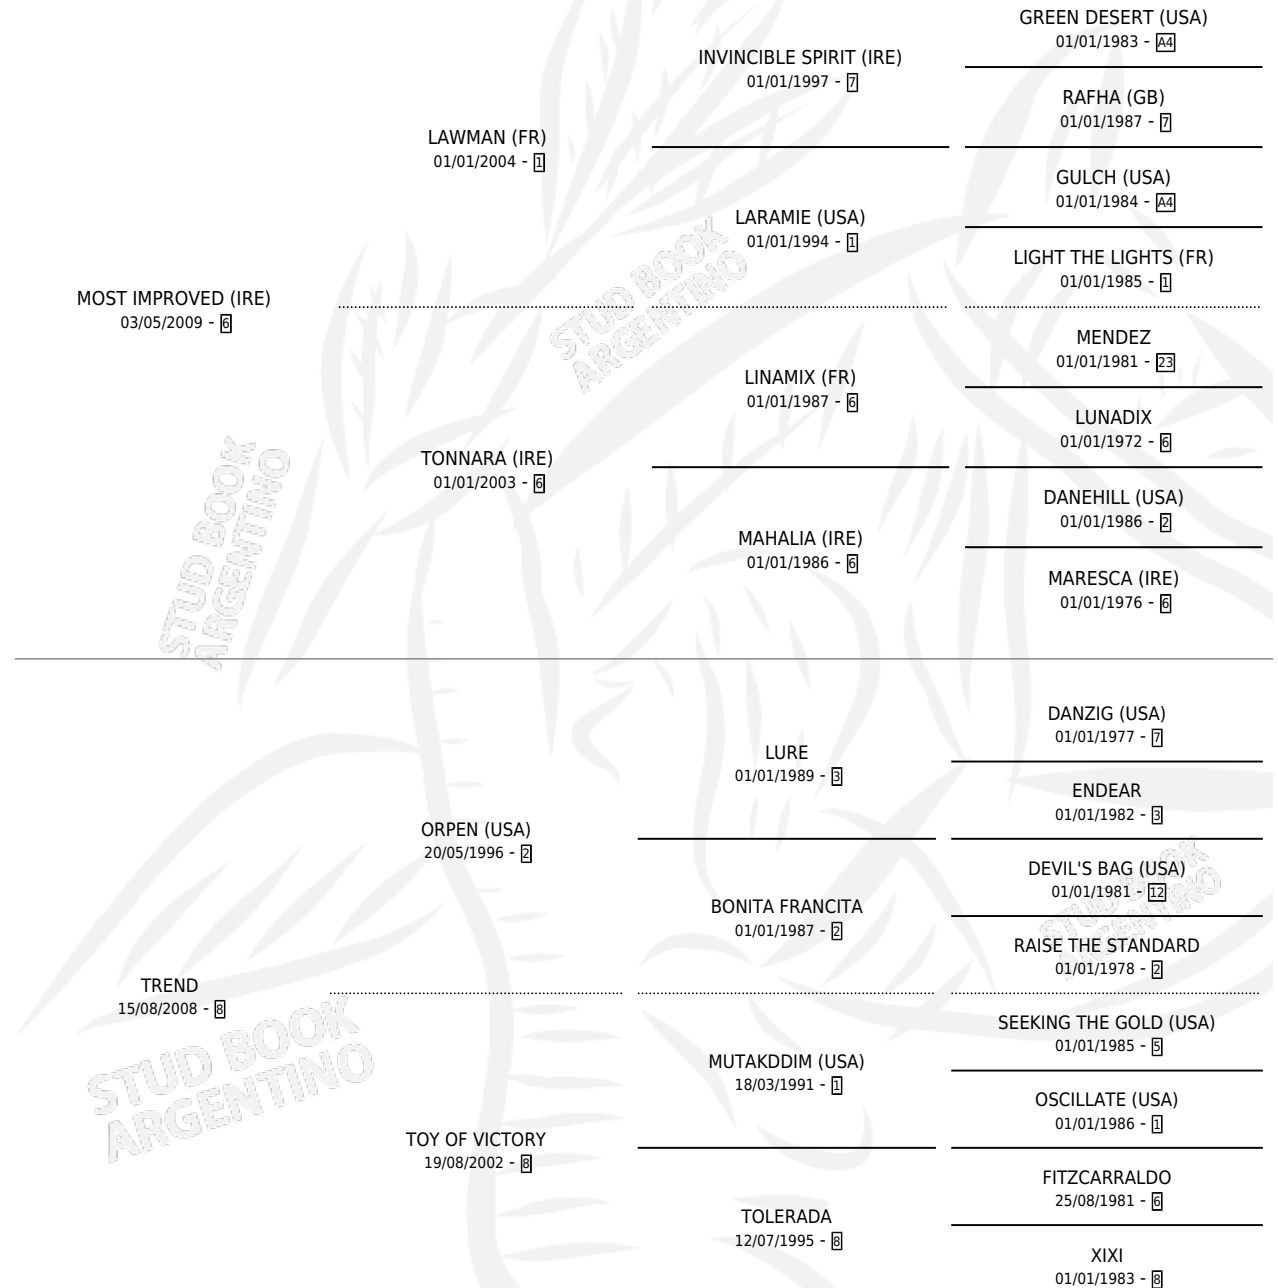 GREEN DESERT (USA)
01/01/1983 - A4
INVINCIBLE SPIRIT (IRE)
01/01/1997 - 7
RAFHA (GB)
01/01/1987 - 7
LAWMAN (FR)
01/01/2004 - 1
GULCH (USA)
01/01/1984 - A4
LARAMIE (USA)
01/01/1994 - 1
LIGHT THE LIGHTS (FR)
01/01/1985 - 1
MOST IMPROVED (IRE)
03/05/2009 - 6
MENDEZ
01/01/1981 - 23
LINAMIX (FR)
01/01/1987 - 6
LUNADIX
01/01/1972 - 6
TONNARA (IRE)
01/01/2003 - 6
DANEHILL (USA)
01/01/1986 - 2
MAHALIA (IRE)
01/01/1986 - 6
MARESCA (IRE)
01/01/1976 - 6
DANZIG (USA)
01/01/1977 - 7
LURE
01/01/1989 - 3
ENDEAR
01/01/1982 - 3
ORPEN (USA)
20/05/1996 - 2
DEVIL'S BAG (USA)
01/01/1981 - 12
BONITA FRANCITA
01/01/1987 - 2
RAISE THE STANDARD
01/01/1978 - 2
TREND
15/08/2008 - 8
SEEKING THE GOLD (USA)
01/01/1985 - 5
MUTAKDDIM (USA)
18/03/1991 - 1
OSCILLATE (USA)
01/01/1986 - 1
TOY OF VICTORY
19/08/2002 - 8
FITZCARRALDO
25/08/1981 - 6
TOLERADA
12/07/1995 - 8
XIXI
01/01/1983 - 8
STUD BOOK
ARGENTINO
STUD BOOK
ARGENTINO
STUD BOOK
ARGENTINO
STUD BOOK
ARGENTINO